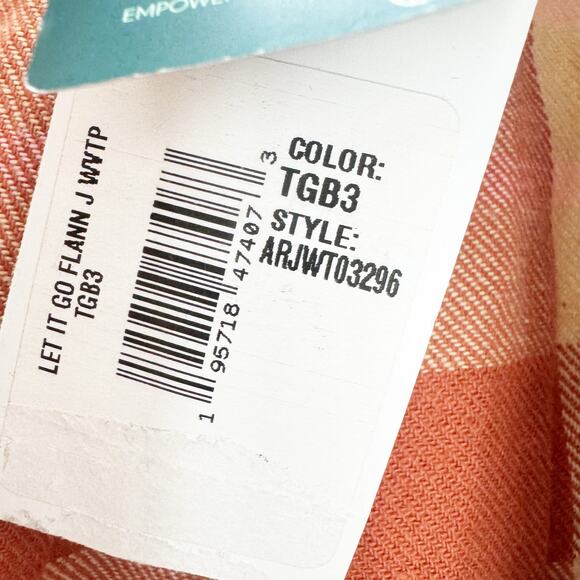 EMPOWER
LET IT GO FLANN J WVTP
TGB3
1 95718 47407 3
COLOR:
TGB3
STYLE:
ARJWT03296